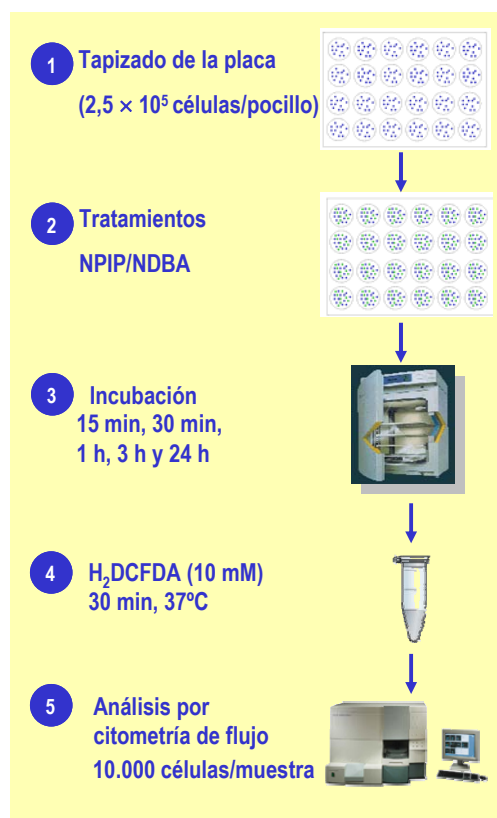 1 Tapizado de la placa
(2,5 × 10⁵ células/pocillo)
2 Tratamientos
NPIP/NDBA
3 Incubación
15 min, 30 min,
1 h, 3 h y 24 h
4 H₂DCFDA (10 mM)
30 min, 37ºC
5 Análisis por
citometría de flujo
10.000 células/muestra